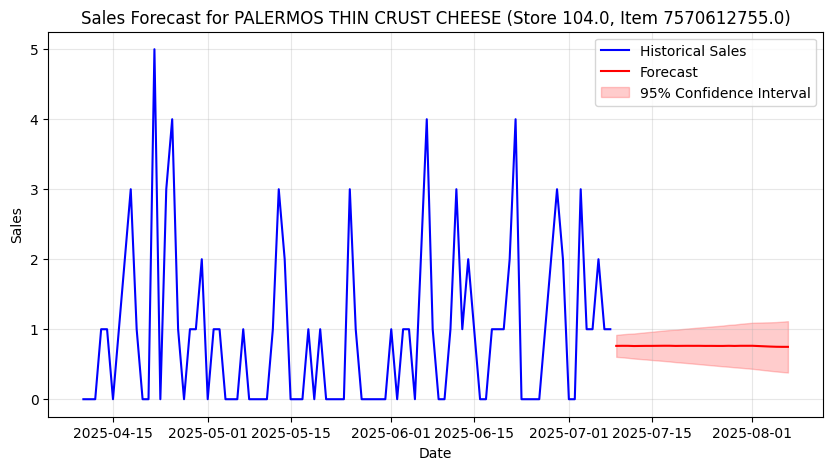 Sales Forecast for PALERMOS THIN CRUST CHEESE (Store 104.0, Item 7570612755.0)
Historical Sales
Forecast
95% Confidence Interval
Sales
5
4
3
2
1
0
2025-04-15 2025-05-01 2025-05-15 2025-06-01 2025-06-15 2025-07-01 2025-07-15 2025-08-01
Date